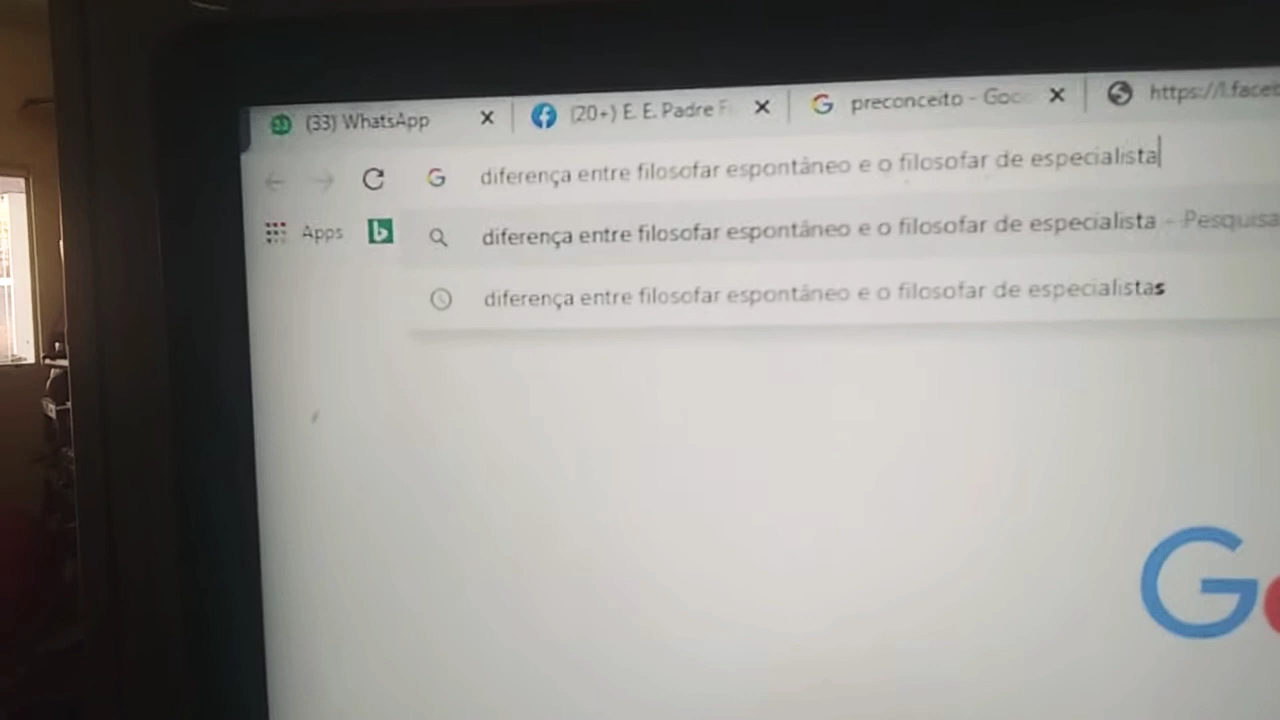 (33) WhatsApp
(20+) E. E. Padre F
preconceito - Goo
https://l.faceb
diferença entre filosofar espontâneo e o filosofar de especialista
Apps
diferença entre filosofar espontâneo e o filosofar de especialista - Pesquisa
diferença entre filosofar espontâneo e o filosofar de especialistas
G